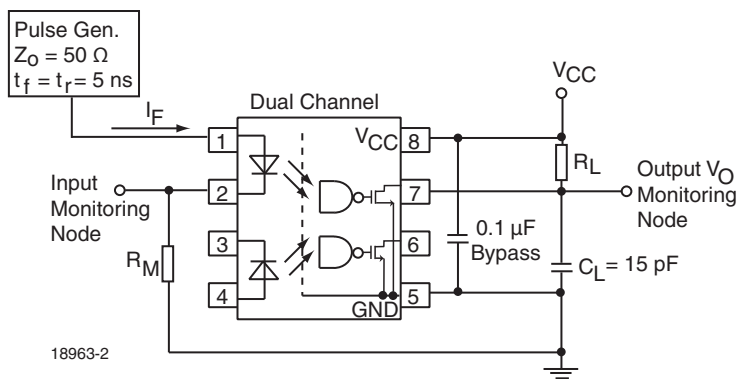 Pulse Gen.
Z_O = 50 Ω
t_f = t_r = 5 ns
I_F
Dual Channel
V_CC
1
2
3
4
V_CC
8
7
6
5
GND
R_L
Input
Monitoring
Node
Output V_O
Monitoring
Node
0.1 µF
Bypass
R_M
C_L = 15 pF
18963-2